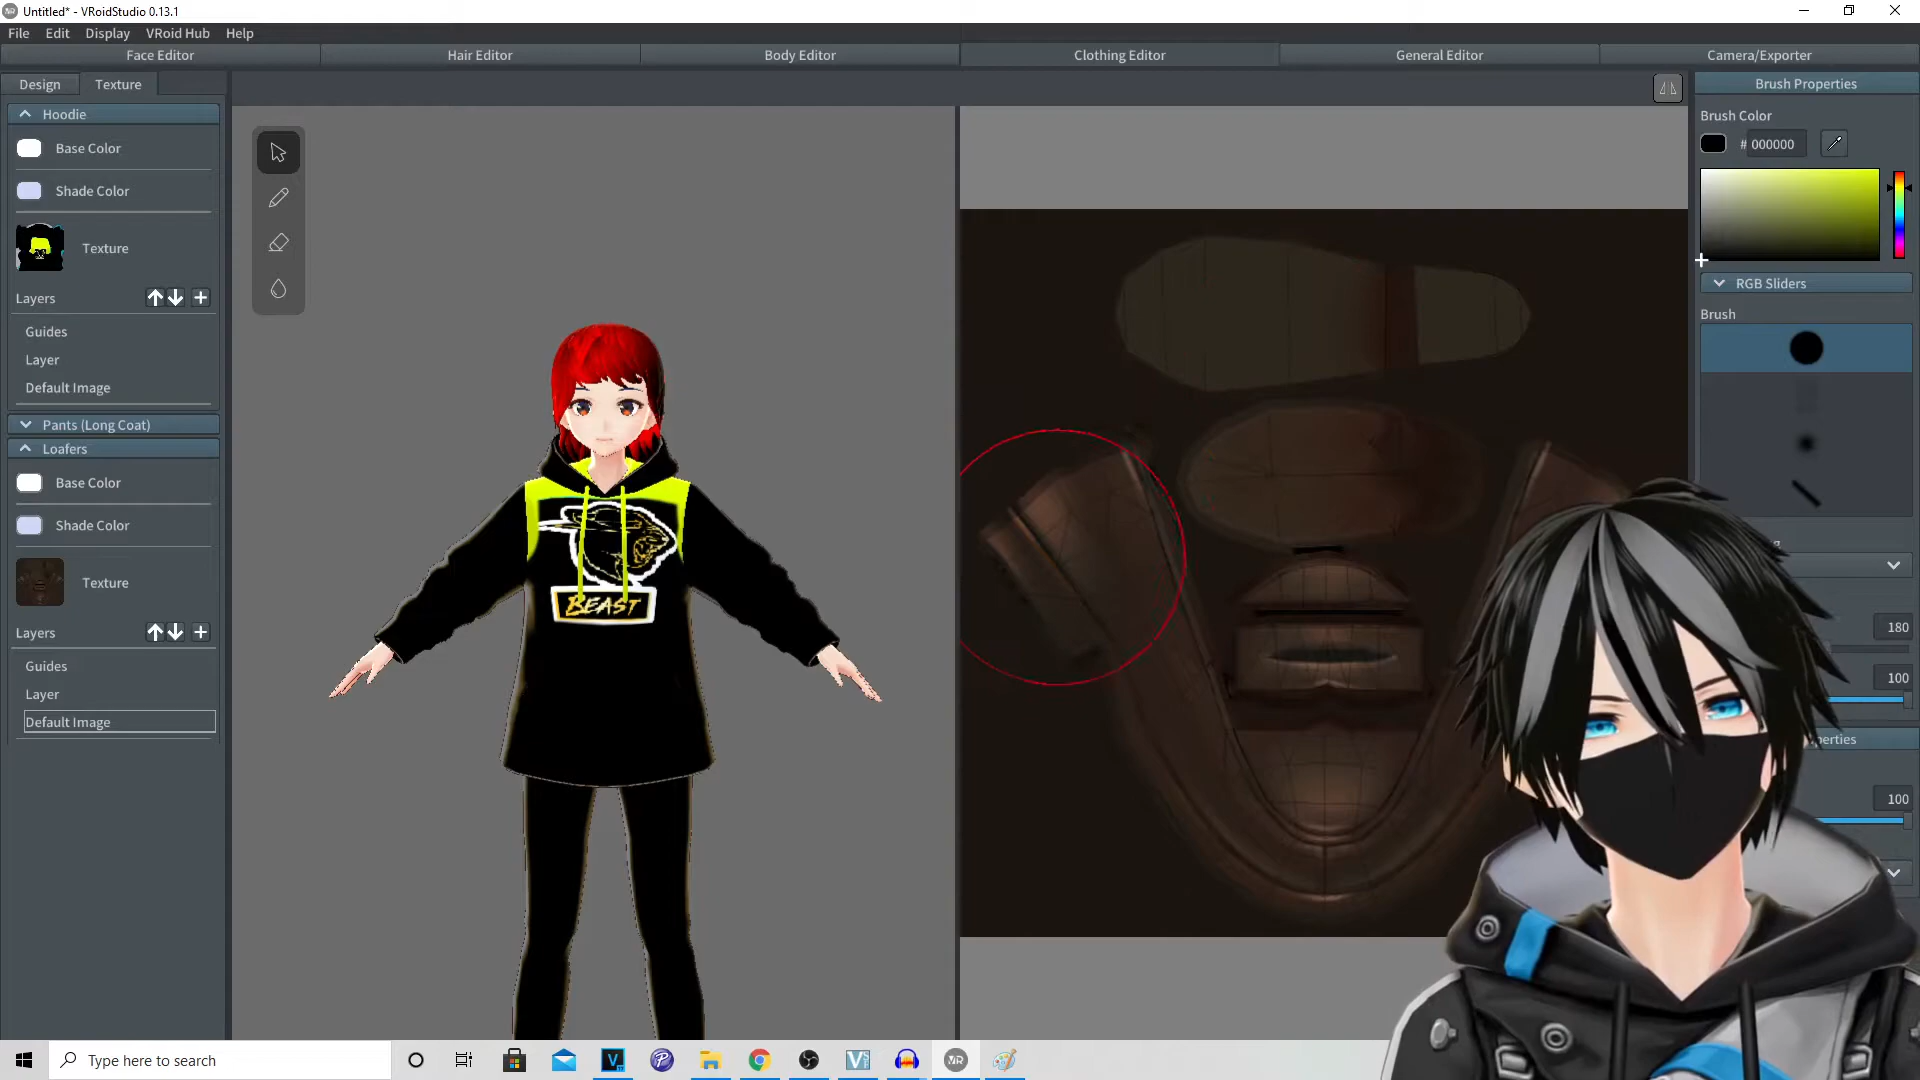 Untitled* - VRoidStudio 0.13.1
File Edit Display VRoid Hub Help
Face Editor Hair Editor Body Editor Clothing Editor General Editor Camera/Exporter
Design Texture
Hoodie
Base Color
Shade Color
Texture
Layers
Guides
Layer
Default Image
Pants (Long Coat)
Loafers
Base Color
Shade Color
Texture
Layers
Guides
Layer
Default Image
BEAST
Brush Properties
Brush Color
# 000000
RGB Sliders
Brush
180
100
100
Type here to search